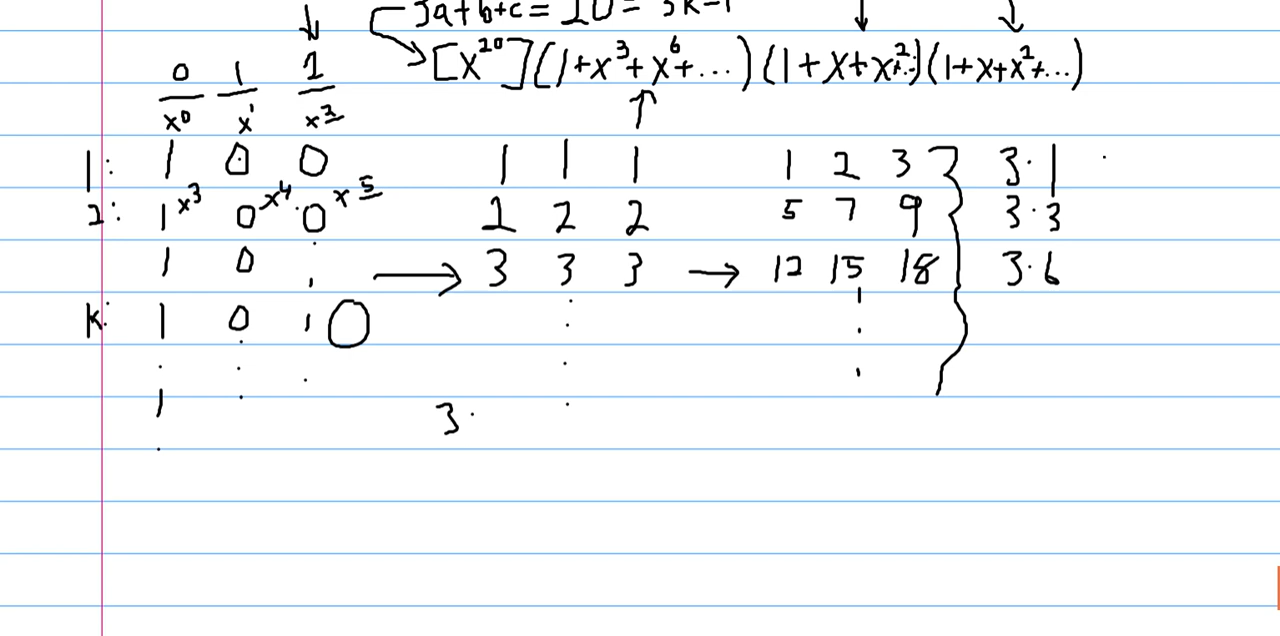 3a+b+c = 20 = 3k-1
[x^20](1+x^3+x^6+...)(1+x+x^2+..)(1+x+x^2+...)
0 1 2
x^0 x^1 x^2
1: 1 0 0 1 1 1 1 2 3 3·1
2: 1 x^3 0 x^4 0 x^5 2 2 2 5 7 9 3·3
1 0 3 3 3 12 15 18 3·6
k: 1 0 0
1 3·